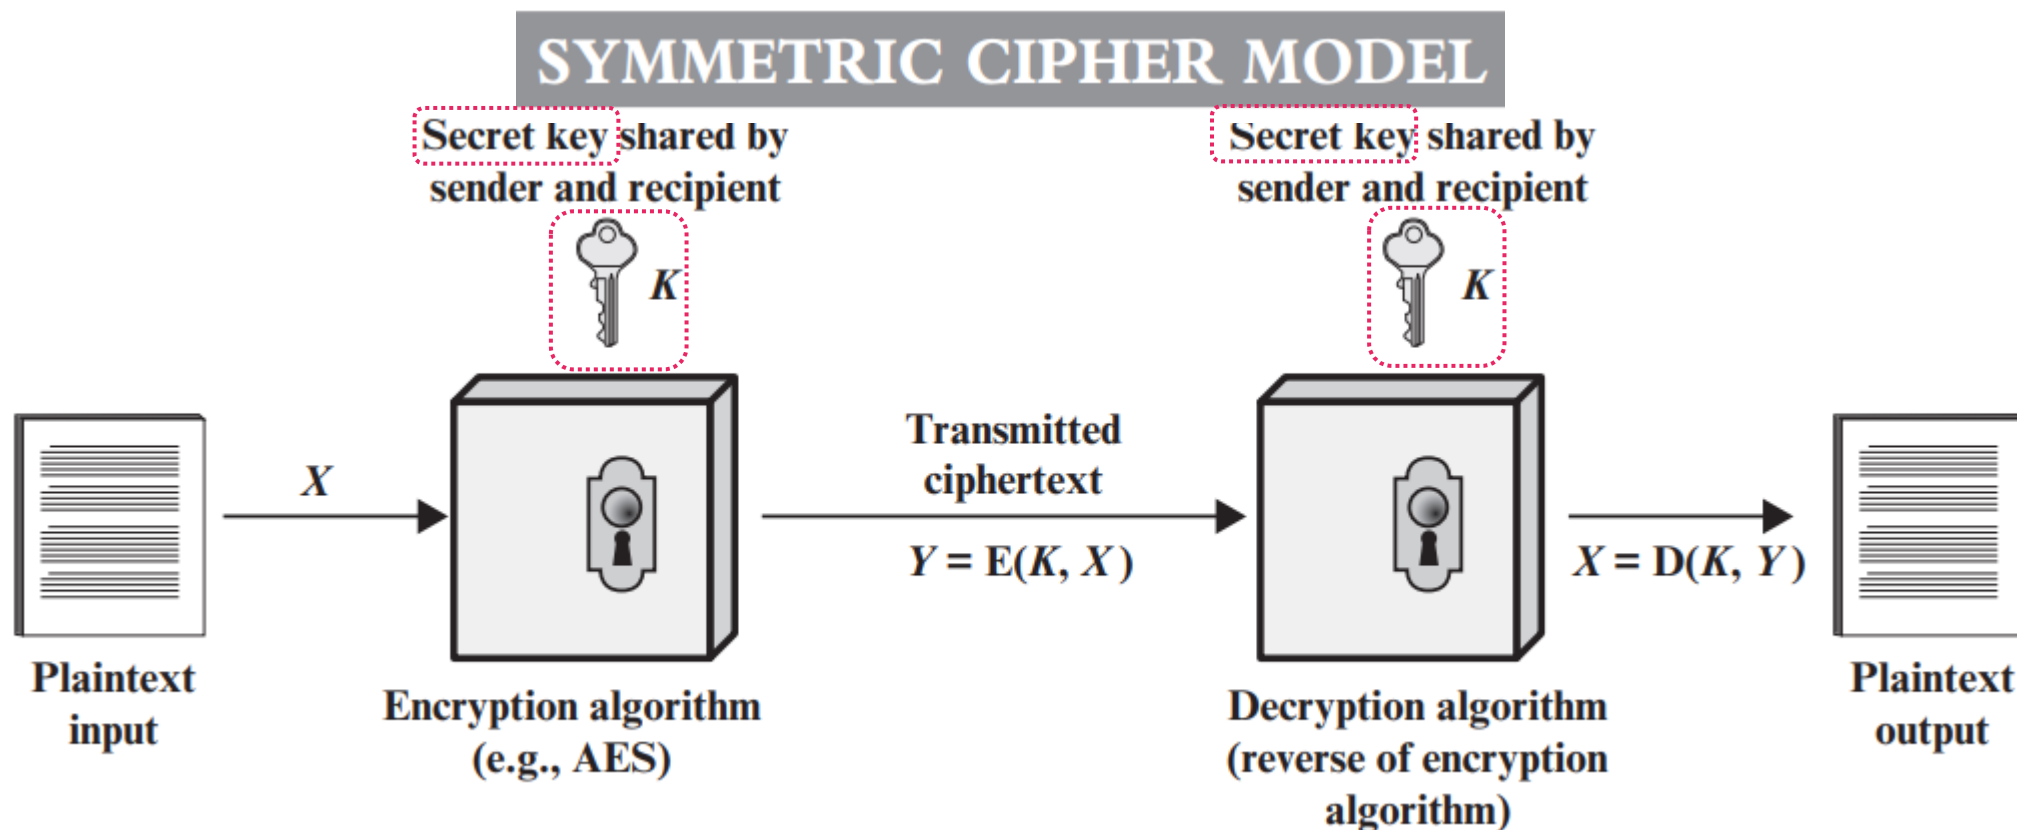 SYMMETRIC CIPHER MODEL
Secret key shared by
sender and recipient
K
Secret key shared by
sender and recipient
K
X
Transmitted
ciphertext
Y = E(K, X)
X = D(K, Y)
Plaintext
input
Encryption algorithm
(e.g., AES)
Decryption algorithm
(reverse of encryption
algorithm)
Plaintext
output